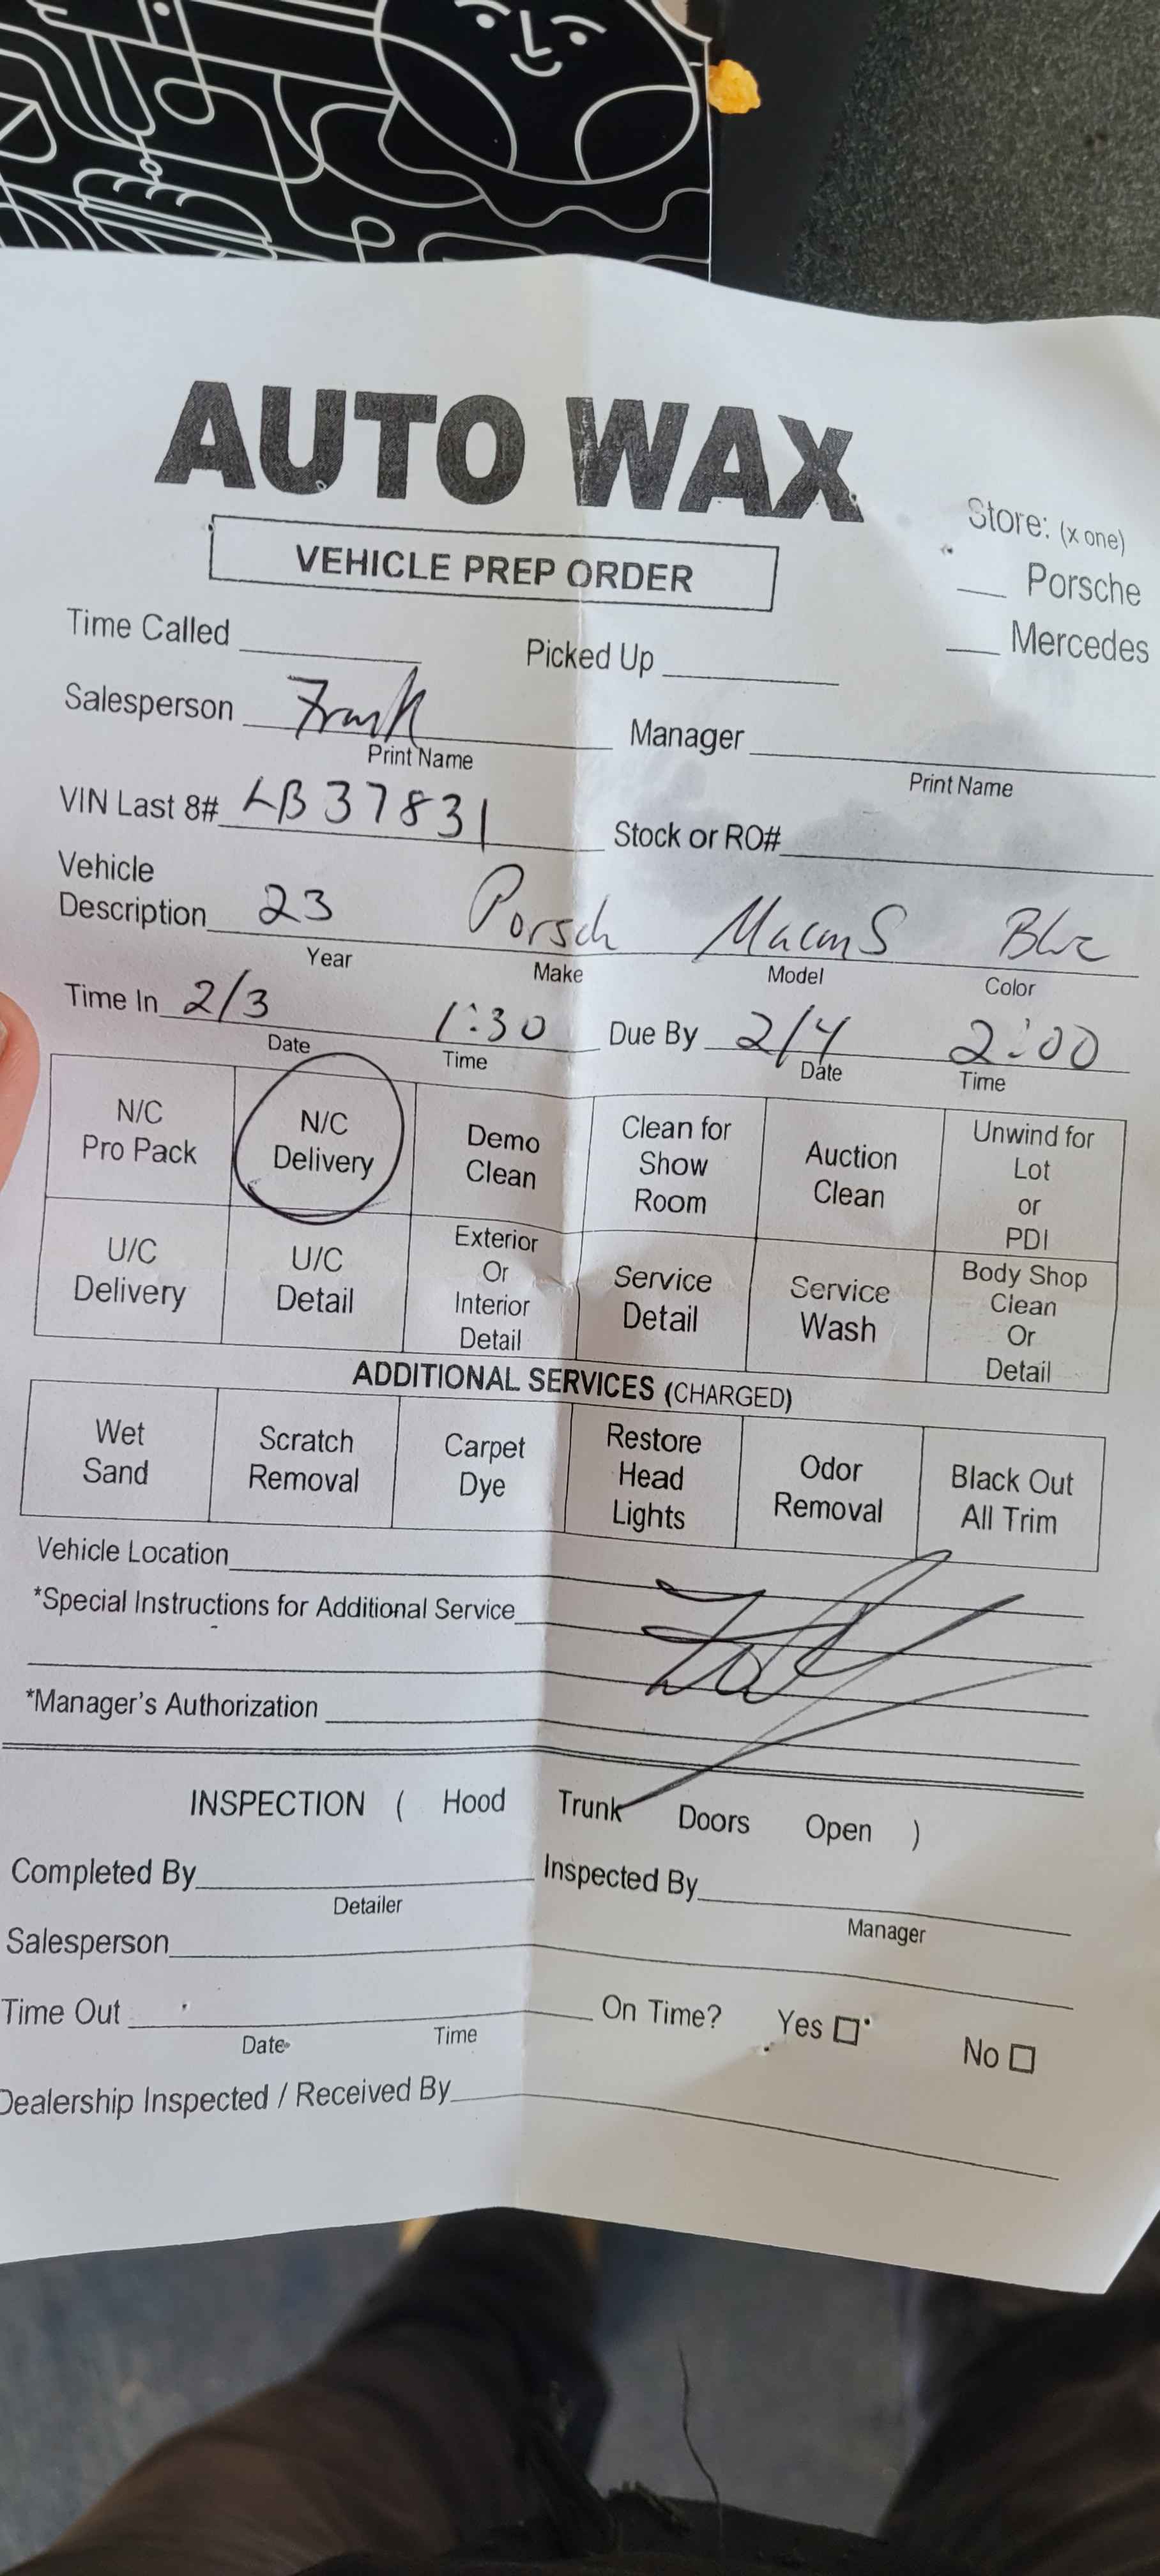 AUTO WAX
Store: (x one)
VEHICLE PREP ORDER
Porsche
Mercedes
Time Called Picked Up
Salesperson Frank Manager
Print Name Print Name
VIN Last 8# LB37831 Stock or RO#
Vehicle
Description 23 Porsch Macan S
Year Make Model Color
Time In 2/3 1:30 Due By 2/4 2:00
Date Time Date Time
N/C
Pro Pack
N/C
Delivery
Demo
Clean
Clean for
Show
Room
Auction
Clean
Unwind for
Lot
or
PDI
U/C
Delivery
U/C
Detail
Exterior
Or
Interior
Detail
Service
Detail
Service
Wash
Body Shop
Clean
Or
Detail
ADDITIONAL SERVICES (CHARGED)
Wet
Sand
Scratch
Removal
Carpet
Dye
Restore
Head
Lights
Odor
Removal
Black Out
All Trim
Vehicle Location
*Special Instructions for Additional Service
*Manager's Authorization
INSPECTION ( Hood Trunk Doors Open )
Completed By Inspected By
Detailer Manager
Salesperson
Time Out On Time? Yes No
Date Time
Dealership Inspected / Received By